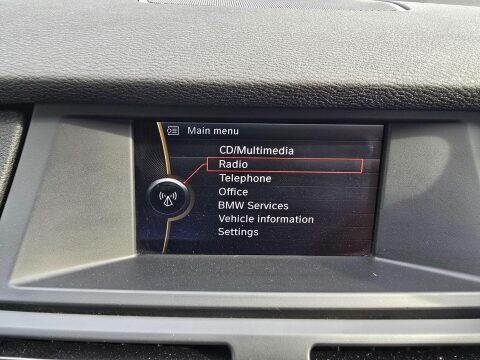 Main menu
CD/Multimedia
Radio
Telephone
Office
BMW Services
Vehicle information
Settings